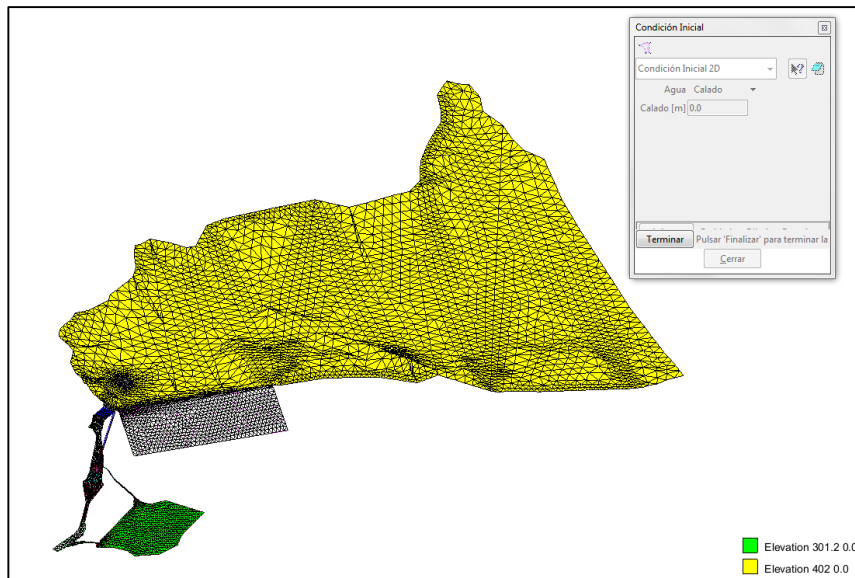 Condición Inicial
Condición Inicial 2D
Agua Calado
Calado [m] 0.0
Terminar Pulsar 'Finalizar' para terminar la
Cerrar
Elevation 301.2 0.0
Elevation 402 0.0